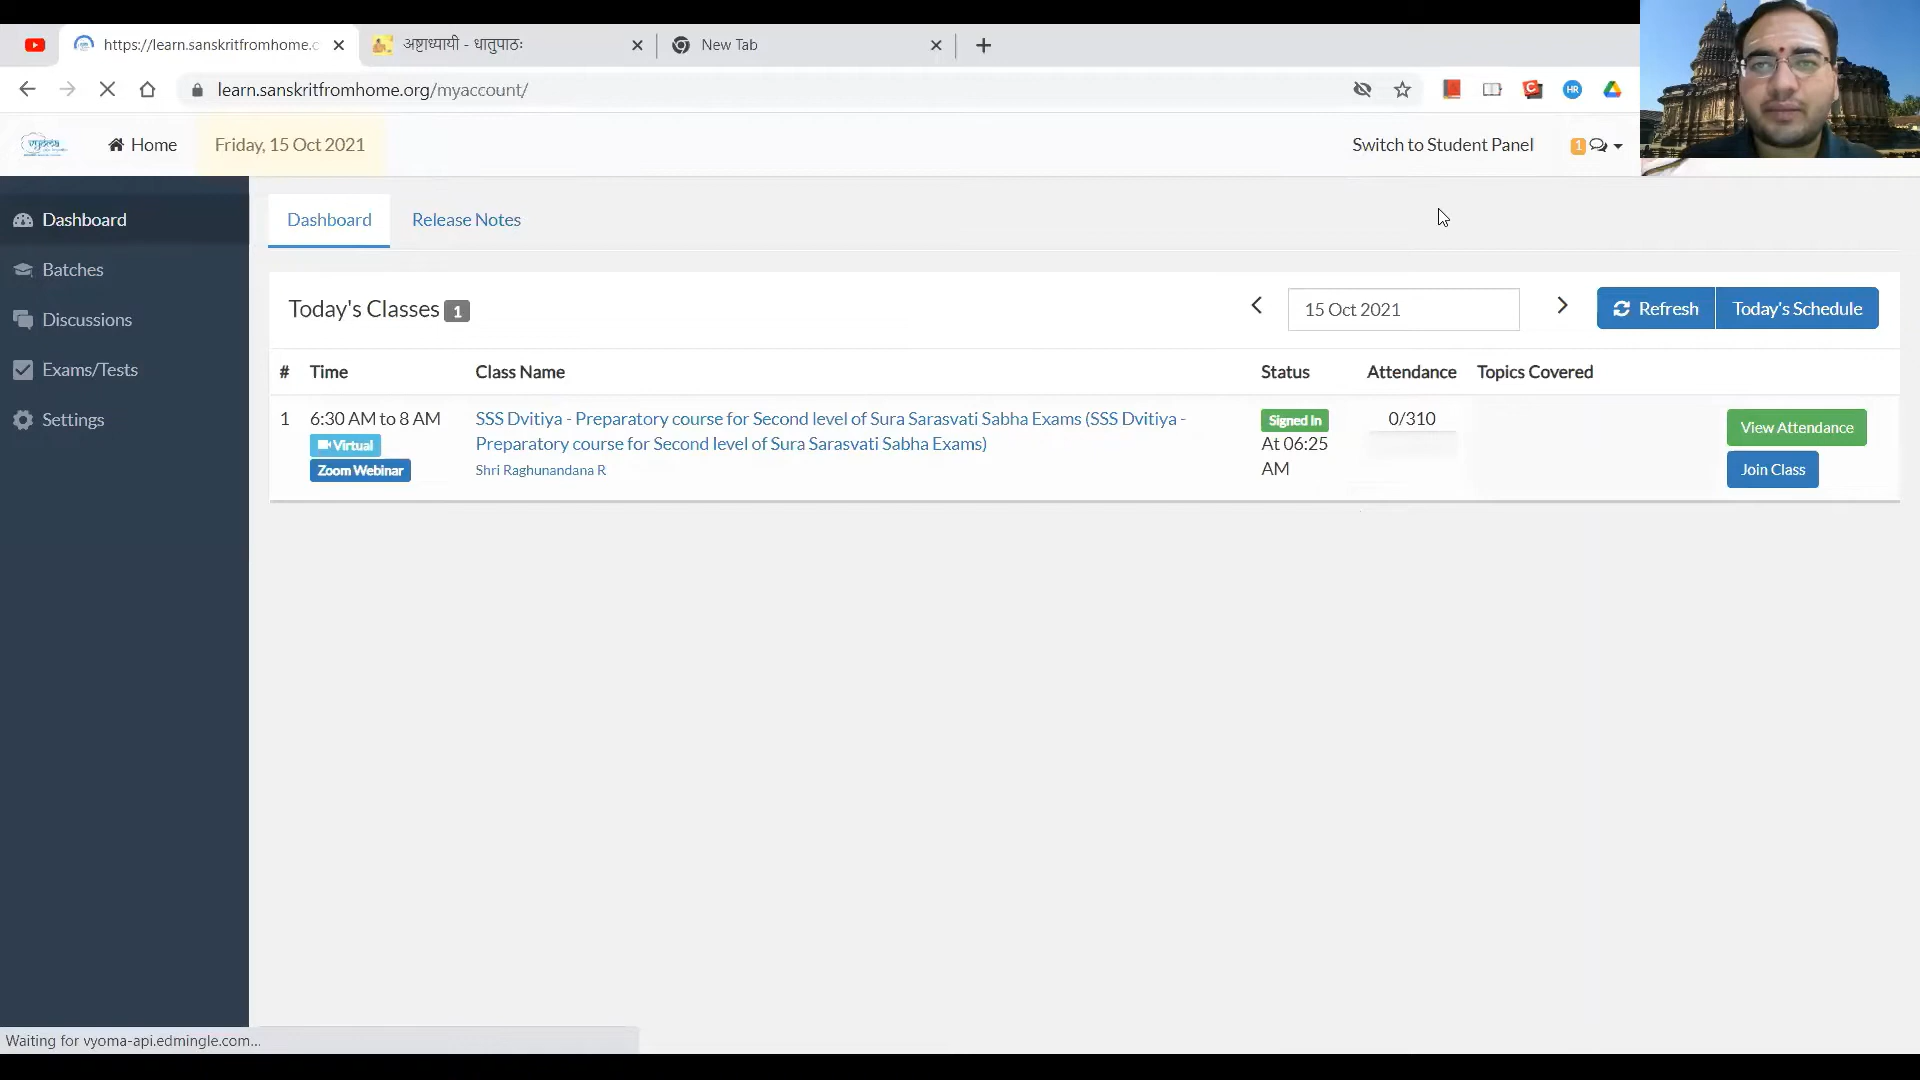 https://learn.sanskritfromhome.c
अष्टाध्यायी - धातुपाठः
New Tab
learn.sanskritfromhome.org/myaccount/
HR
vyoma
Home
Friday, 15 Oct 2021
Switch to Student Panel
1
Dashboard
Batches
Discussions
Exams/Tests
Settings
Dashboard
Release Notes
Today's Classes 1
15 Oct 2021
Refresh
Today's Schedule
# Time Class Name Status Attendance Topics Covered
1 6:30 AM to 8 AM SSS Dvitiya - Preparatory course for Second level of Sura Sarasvati Sabha Exams (SSS Dvitiya - Signed In 0/310 View Attendance
Virtual Preparatory course for Second level of Sura Sarasvati Sabha Exams) At 06:25
Zoom Webinar Shri Raghunandana R AM Join Class
Waiting for vyoma-api.edmingle.com...